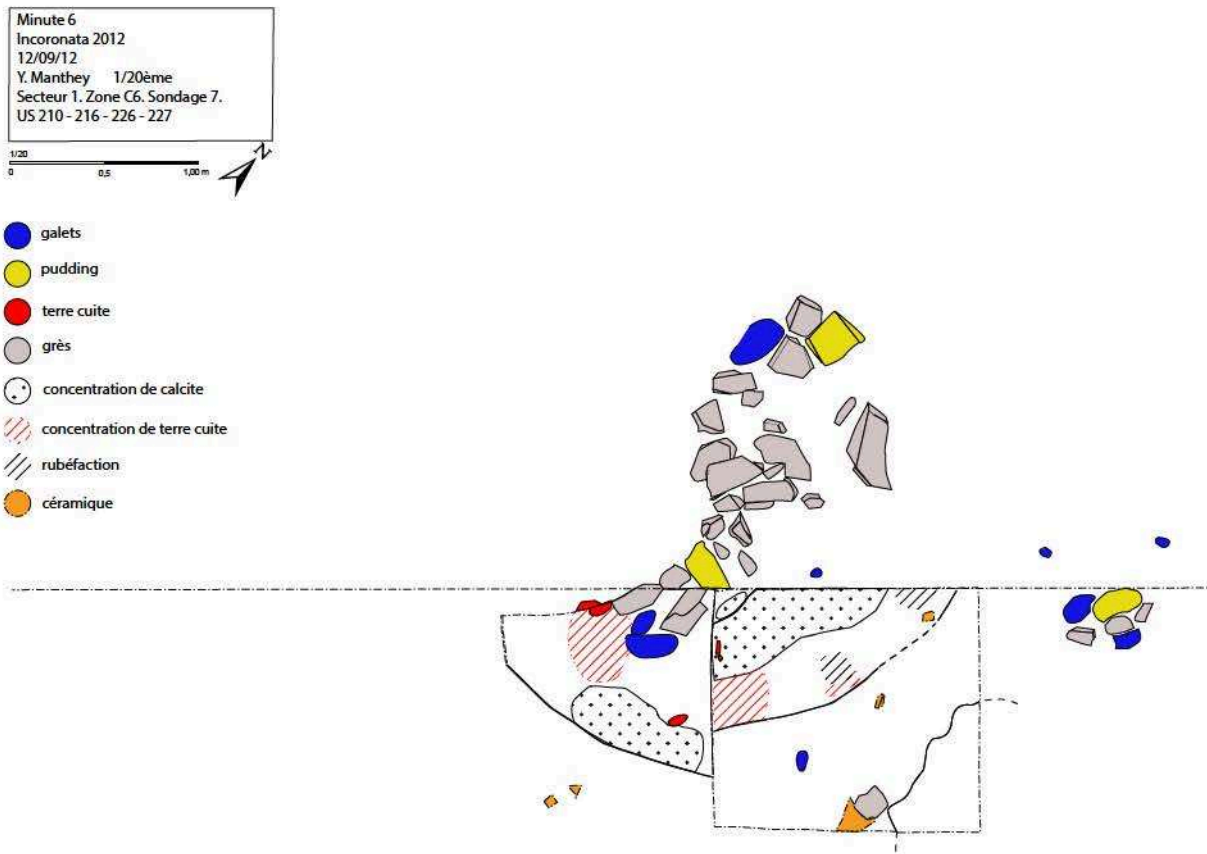 Minute 6
Incoronata 2012
12/09/12
Y. Manthey 1/20ème
Secteur 1. Zone C6. Sondage 7.
US 210 - 216 - 226 - 227
N
1/20
0 0,5 1,00 m
galets
pudding
terre cuite
grès
concentration de calcite
concentration de terre cuite
rubéfaction
céramique